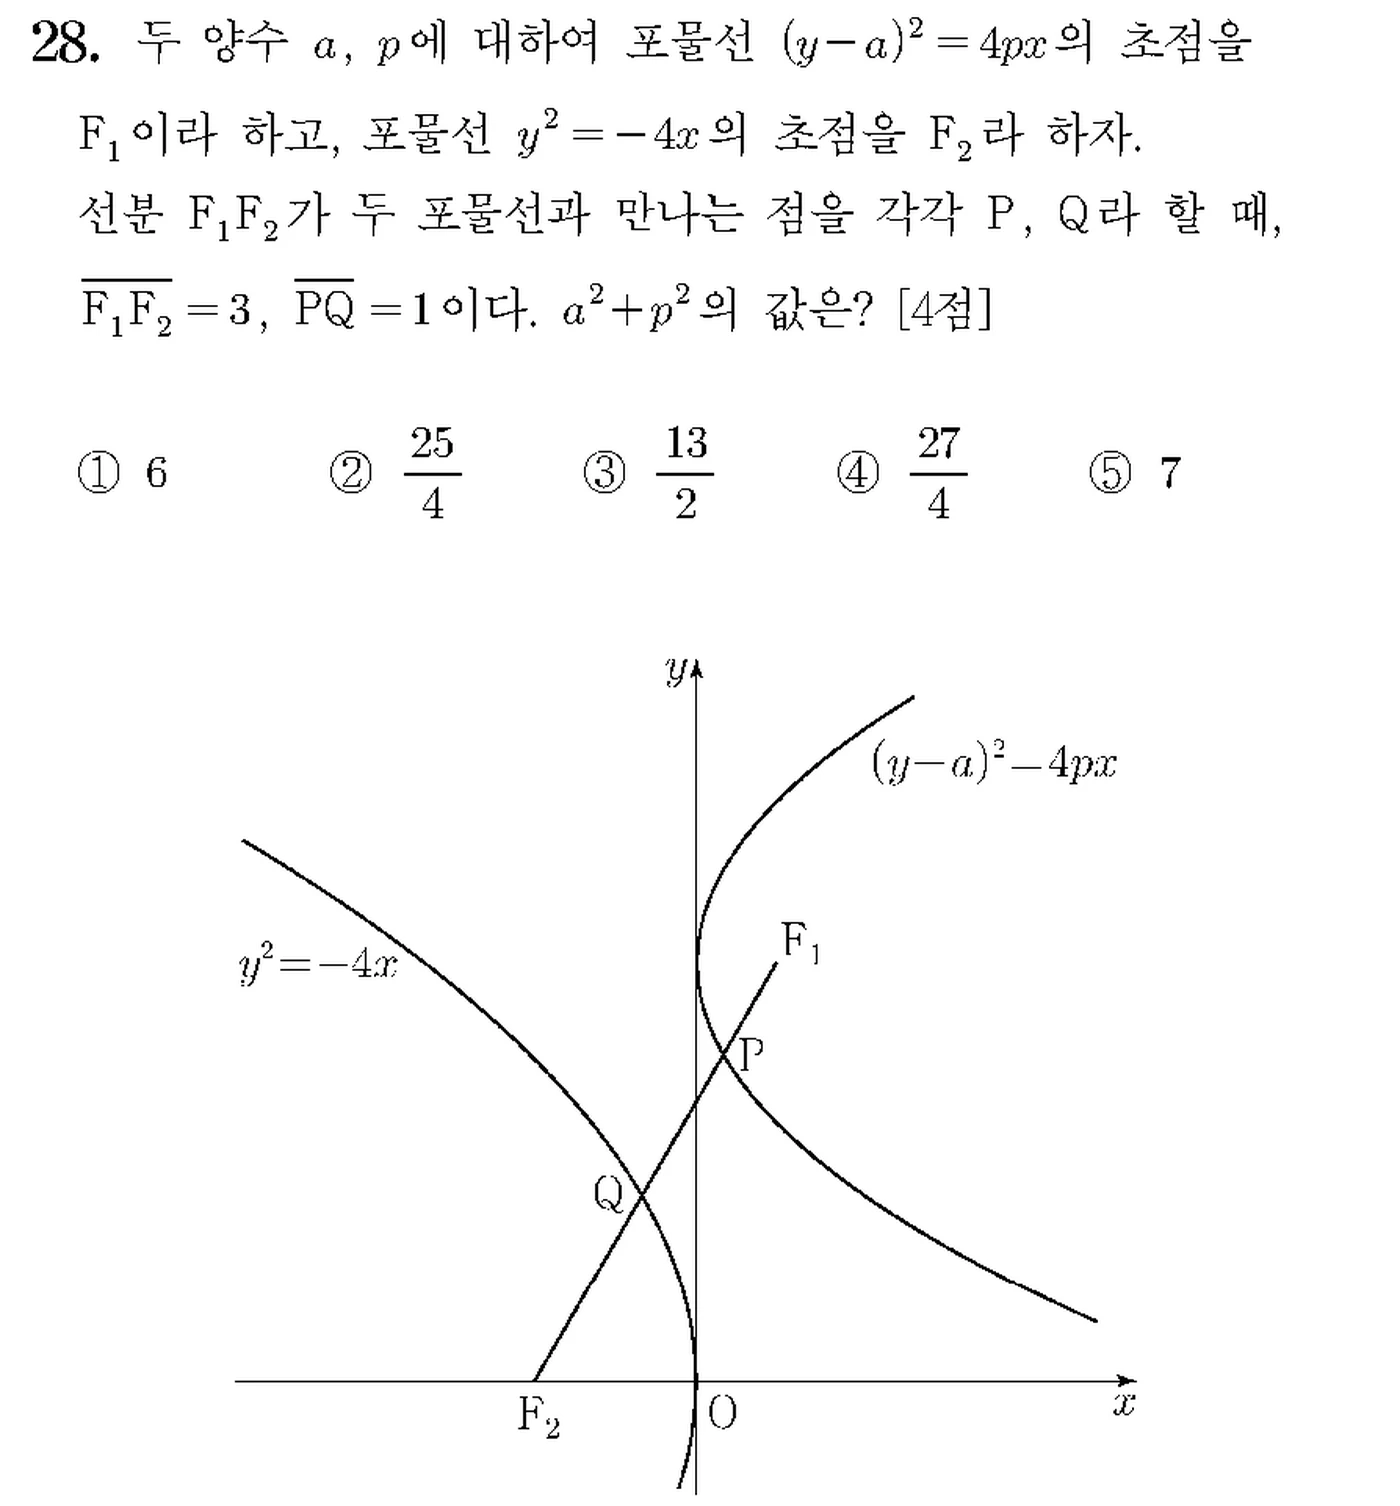 28. 두 양수 a, p에 대하여 포물선 (y−a)²=4px의 초점을
F₁이라 하고, 포물선 y²=−4x의 초점을 F₂라 하자.
선분 F₁F₂가 두 포물선과 만나는 점을 각각 P, Q라 할 때,
F₁F₂=3, PQ=1이다. a²+p²의 값은? [4점]
① 6 ② 25/4 ③ 13/2 ④ 27/4 ⑤ 7
y
(y−a)²=4px
F₁
y²=−4x
P
Q
F₂ O x